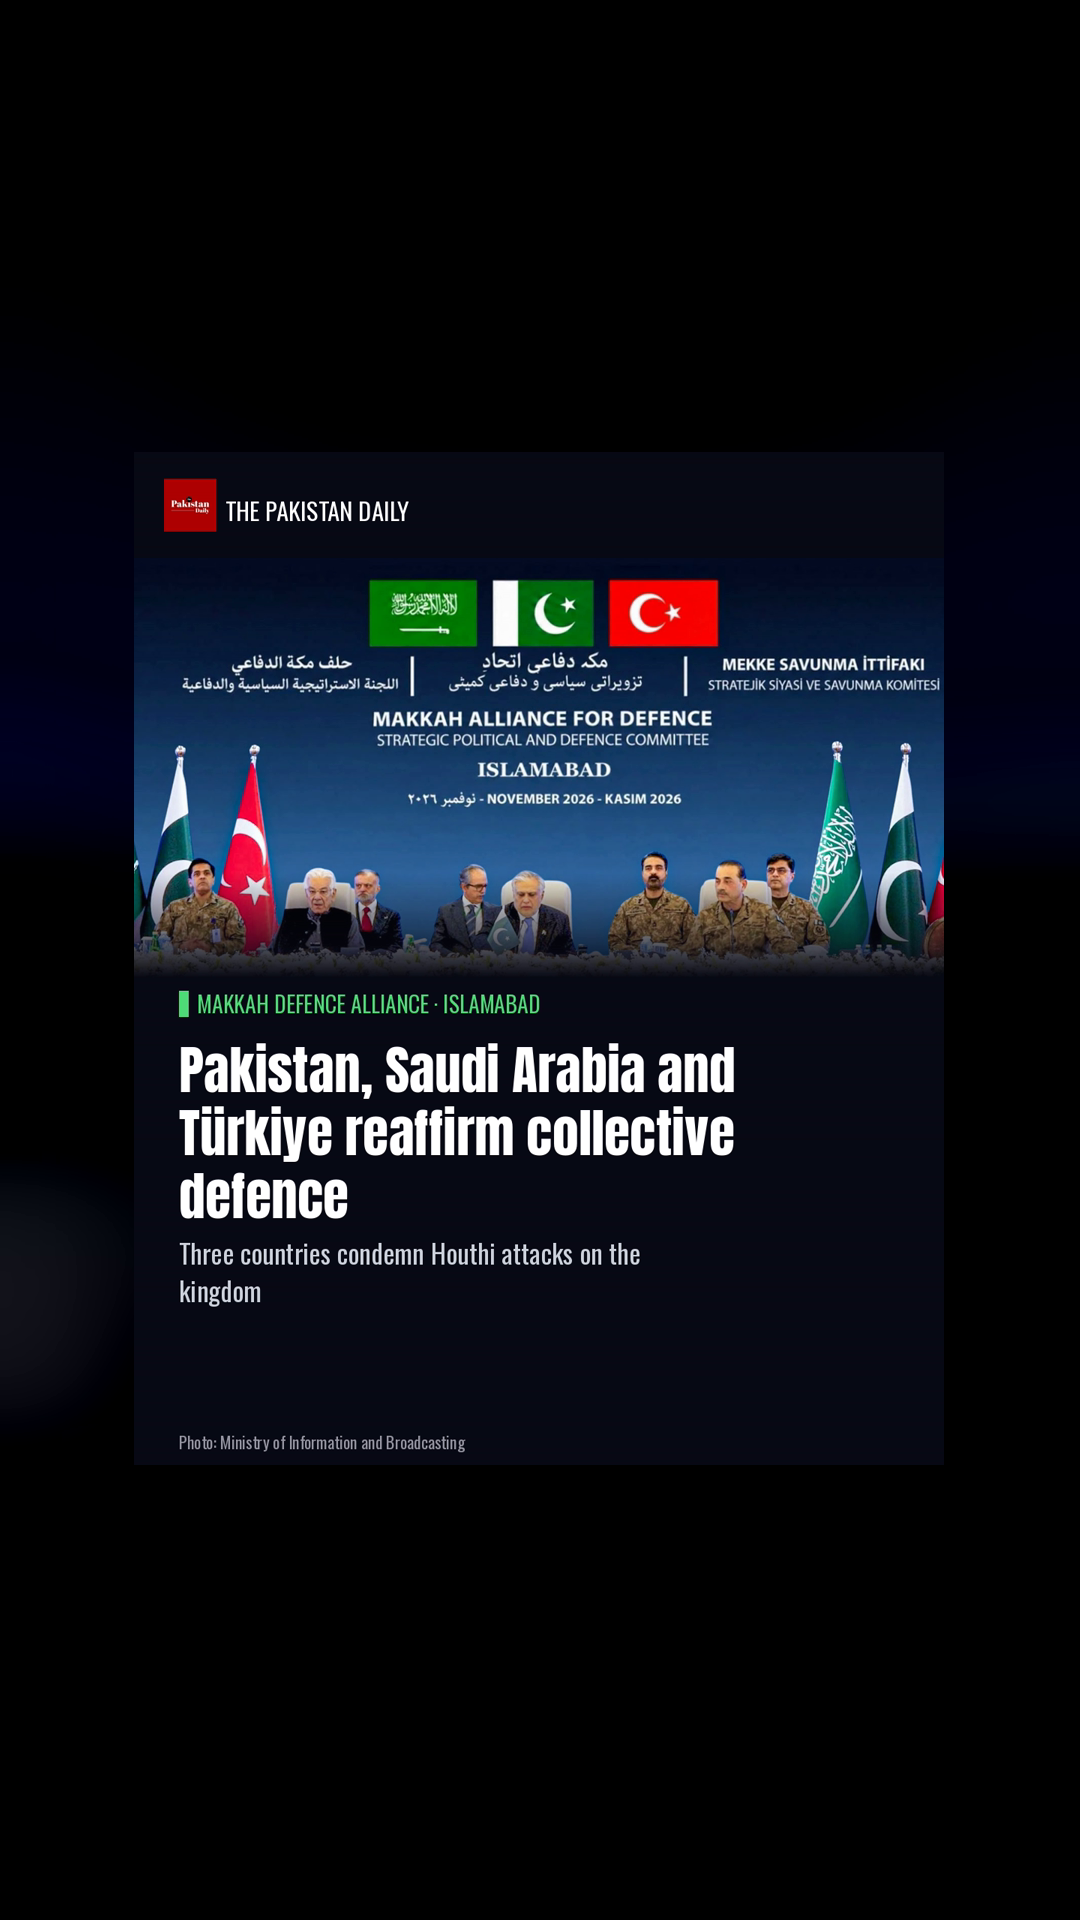 Pakistan
Daily
THE PAKISTAN DAILY
حلف مكة الدفاعي
اللجنة الاستراتيجية السياسية والدفاعية
مکہ دفاعی اتحادِ
تزویراتی سیاسی و دفاعی کمیٹی
MEKKE SAVUNMA İTTİFAKI
STRATEJİK SİYASİ VE SAVUNMA KOMİTESİ
MAKKAH ALLIANCE FOR DEFENCE
STRATEGIC POLITICAL AND DEFENCE COMMITTEE
ISLAMABAD
نوفمبر ٢٠٢٦ - NOVEMBER 2026 - KASIM 2026
MAKKAH DEFENCE ALLIANCE · ISLAMABAD
Pakistan, Saudi Arabia and
Türkiye reaffirm collective
defence
Three countries condemn Houthi attacks on the
kingdom
Photo: Ministry of Information and Broadcasting